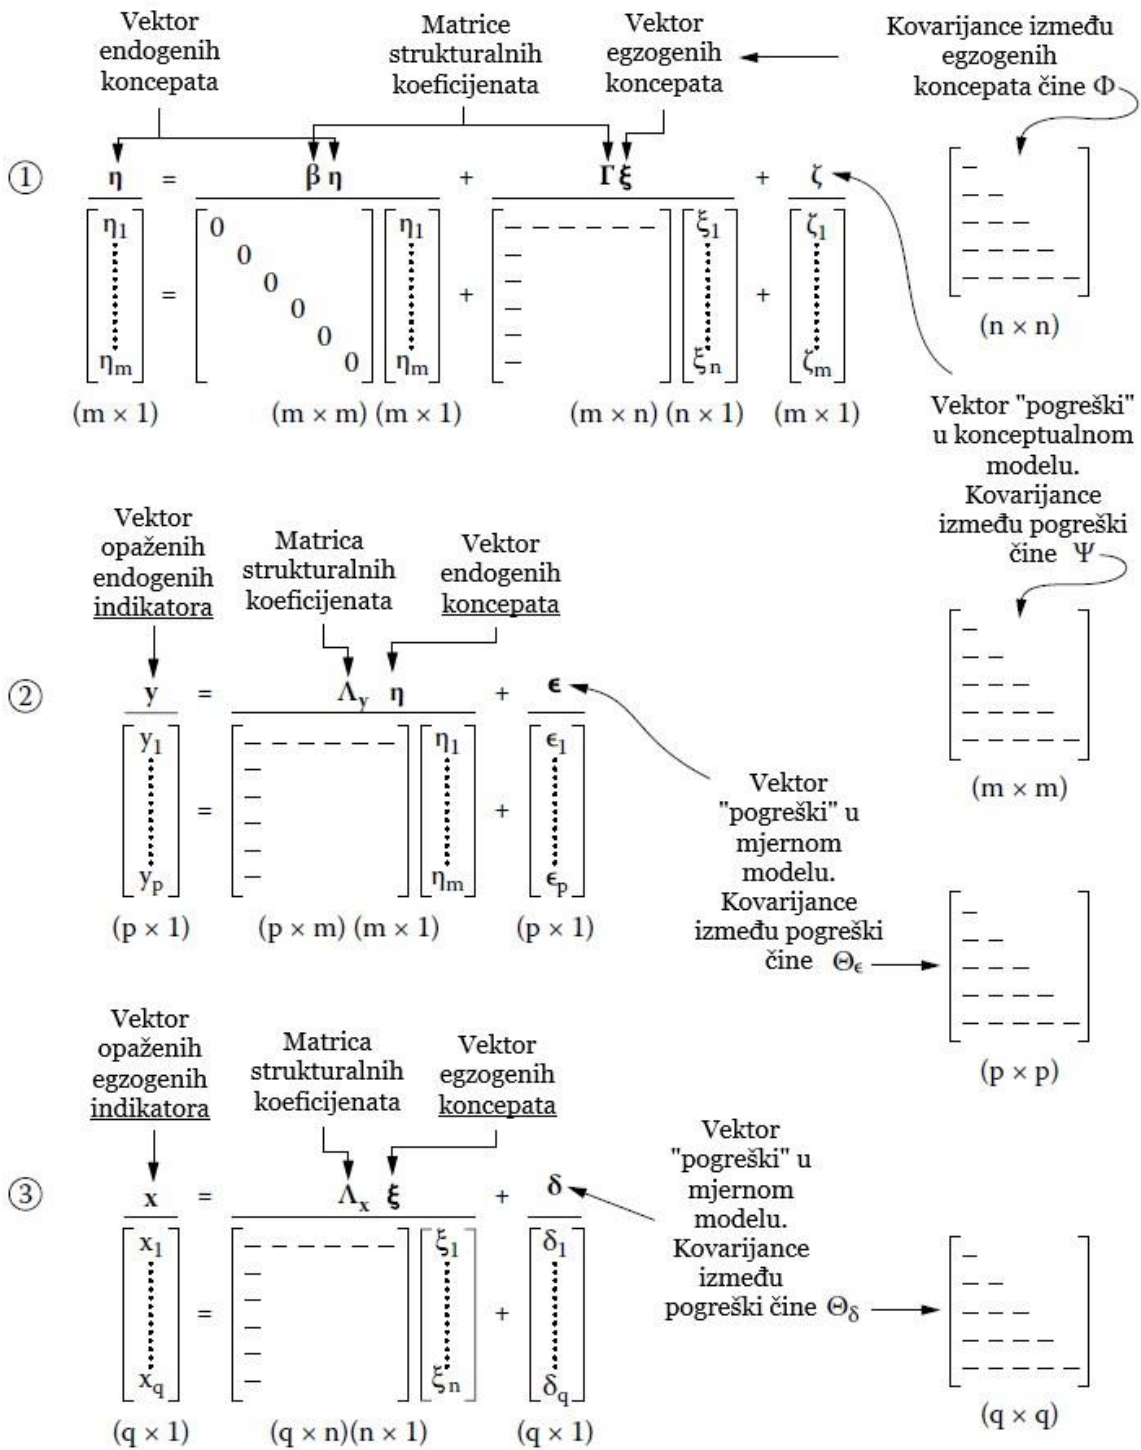 Vektor
endogenih
koncepata
Matrice
strukturalnih
koeficijenata
Vektor
egzogenih
koncepata
Kovarijance između
egzogenih
koncepata čine Φ
① η = β η + Γ ξ + ζ
η₁ 0 η₁ ξ₁ ζ₁
0
0
= + +
0
0
ηₘ 0 ηₘ ξₙ ζₘ
(m × 1) (m × m) (m × 1) (m × n) (n × 1) (m × 1)
(n × n)
Vektor "pogreški"
u konceptualnom
modelu.
Kovarijance
između pogreški
čine Ψ
(m × m)
Vektor
opaženih
endogenih
indikatora
Matrica
strukturalnih
koeficijenata
Vektor
endogenih
koncepata
② y = Λy η + ϵ
y₁ η₁ ϵ₁
= +
yₚ ηₘ ϵₚ
(p × 1) (p × m) (m × 1) (p × 1)
Vektor
"pogreški" u
mjernom
modelu.
Kovarijance
između pogreški
čine Θϵ
(p × p)
Vektor
opaženih
egzogenih
indikatora
Matrica
strukturalnih
koeficijenata
Vektor
egzogenih
koncepata
③ x = Λx ξ + δ
x₁ ξ₁ δ₁
= +
xq ξₙ δq
(q × 1) (q × n)(n × 1) (q × 1)
Vektor
"pogreški" u
mjernom
modelu.
Kovarijance
između
pogreški čine Θδ
(q × q)